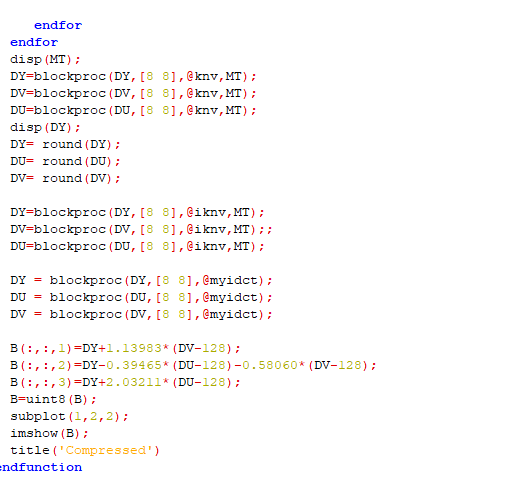 endfor
endfor
disp(MT);
DY=blockproc(DY,[8 8],@knv,MT);
DV=blockproc(DV,[8 8],@knv,MT);
DU=blockproc(DU,[8 8],@knv,MT);
disp(DY);
DY= round(DY);
DU= round(DU);
DV= round(DV);
DY=blockproc(DY,[8 8],@iknv,MT);
DV=blockproc(DV,[8 8],@iknv,MT);;
DU=blockproc(DU,[8 8],@iknv,MT);
DY = blockproc(DY,[8 8],@myidct);
DU = blockproc(DU,[8 8],@myidct);
DV = blockproc(DV,[8 8],@myidct);
B(:,:,1)=DY+1.13983*(DV-128);
B(:,:,2)=DY-0.39465*(DU-128)-0.58060*(DV-128);
B(:,:,3)=DY+2.03211*(DU-128);
B=uint8(B);
subplot(1,2,2);
imshow(B);
title('Compressed')
endfunction